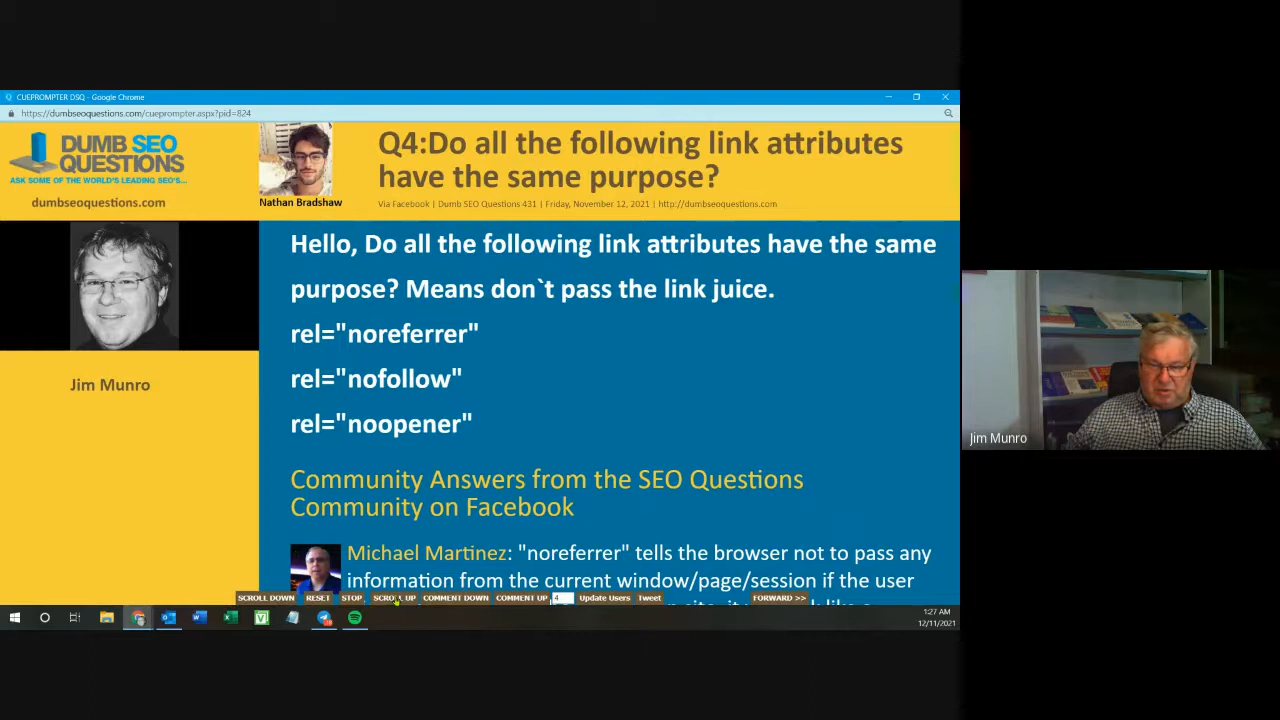 CUEPROMPTER DSQ - Google Chrome
https://dumbseoquestions.com/cueprompter.aspx?pid=824
DUMB SEO
QUESTIONS
ASK SOME OF THE WORLD'S LEADING SEO'S...
dumbseoquestions.com
Nathan Bradshaw
Q4:Do all the following link attributes
have the same purpose?
Via Facebook | Dumb SEO Questions 431 | Friday, November 12, 2021 | http://dumbseoquestions.com
Jim Munro
Hello, Do all the following link attributes have the same
purpose? Means don`t pass the link juice.
rel="noreferrer"
rel="nofollow"
rel="noopener"
Community Answers from the SEO Questions
Community on Facebook
Michael Martinez: "noreferrer" tells the browser not to pass any
information from the current window/page/session if the user
SCROLL DOWN RESET STOP SCROLL UP COMMENT DOWN COMMENT UP 4 Update Users Tweet FORWARD >>
1:27 AM
12/11/2021
Jim Munro